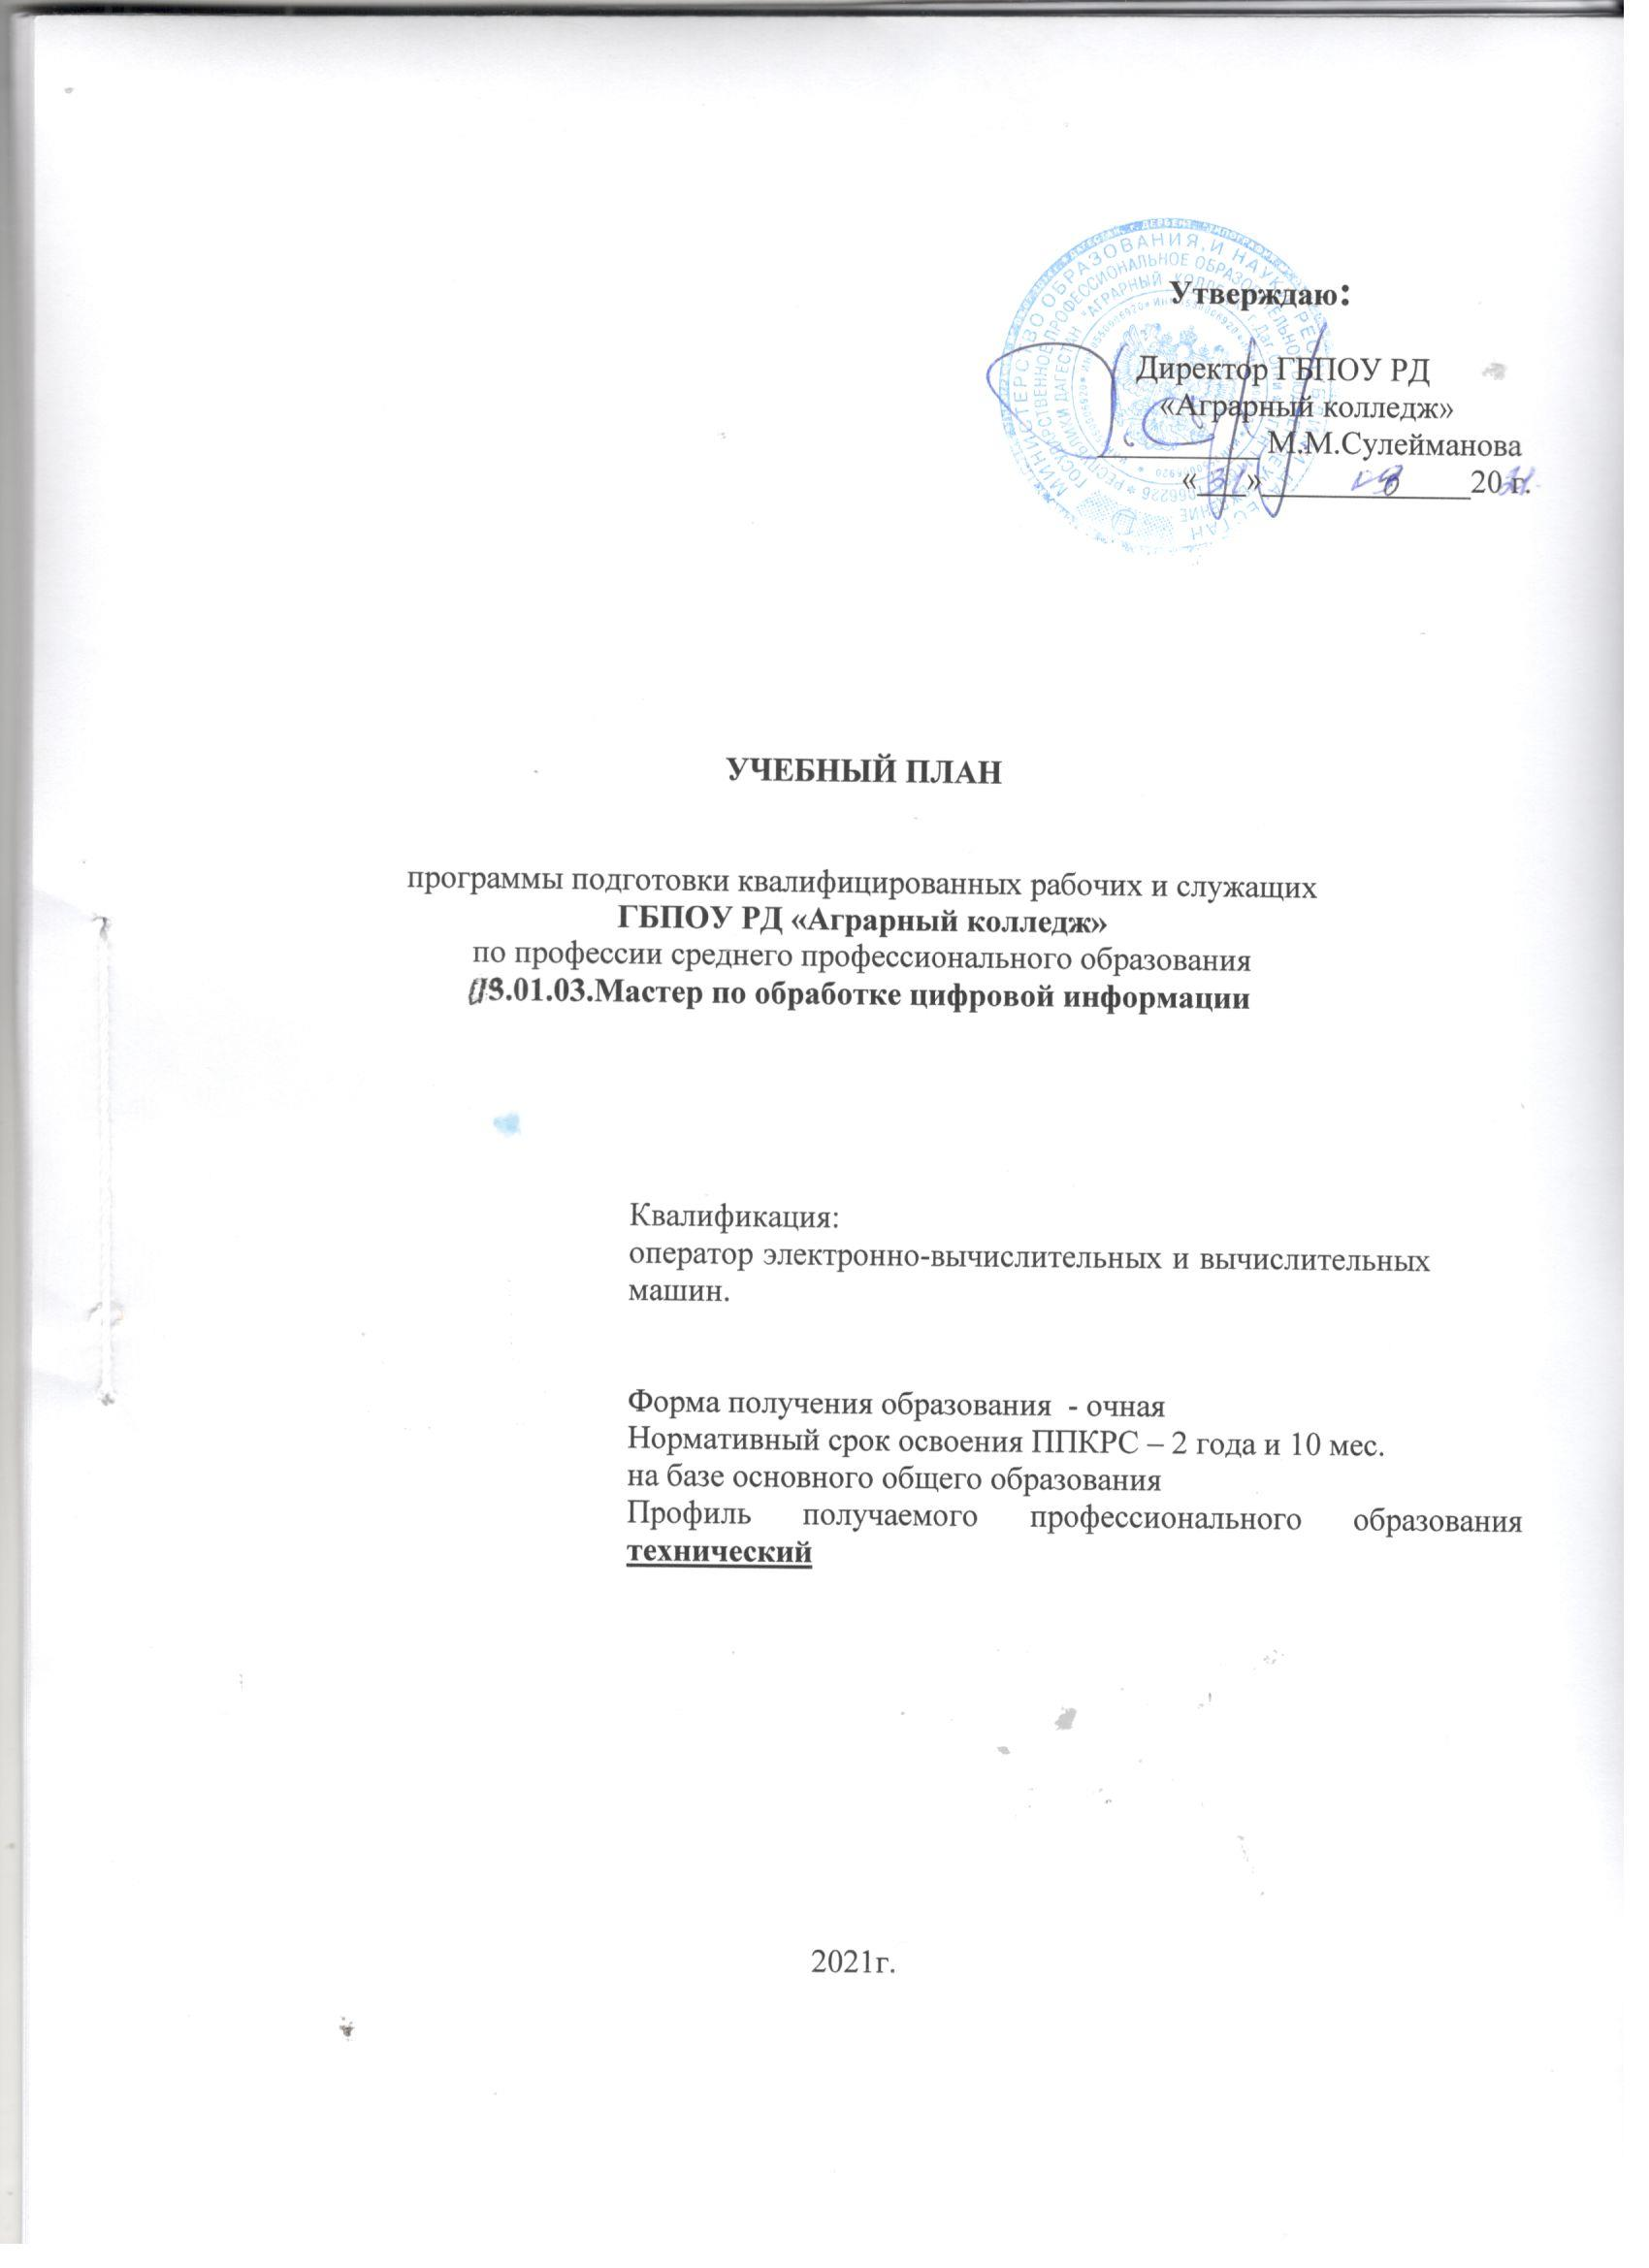 Утверждаю:
Директор ГБПОУ РД
«Аграрный колледж»
М.М.Сулейманова
«31» 20 г.
УЧЕБНЫЙ ПЛАН
программы подготовки квалифицированных рабочих и служащих
ГБПОУ РД «Аграрный колледж»
по профессии среднего профессионального образования
.01.03.Мастер по обработке цифровой информации
Квалификация:
оператор электронно-вычислительных и вычислительных
машин.
Форма получения образования - очная
Нормативный срок освоения ППКРС – 2 года и 10 мес.
на базе основного общего образования
Профиль получаемого профессионального образования
технический
2021г.